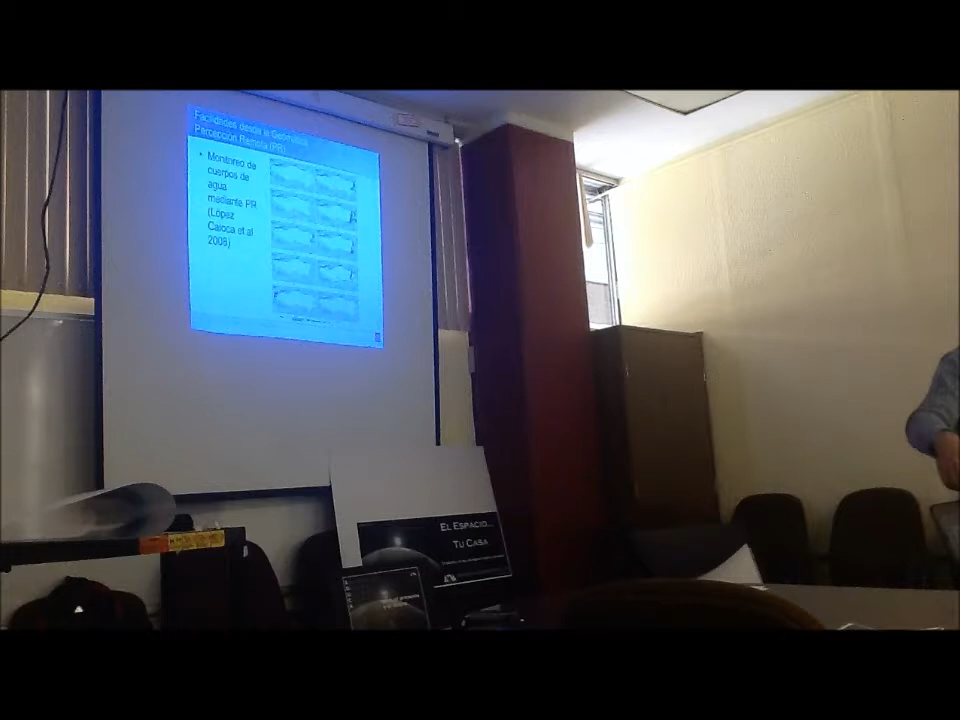 Facilidades desde la Geomática
Percepción Remota (PR)
• Monitoreo de
cuerpos de
agua
mediante PR
(López
Caloca et al
2008)
EL ESPACIO...
TU CASA